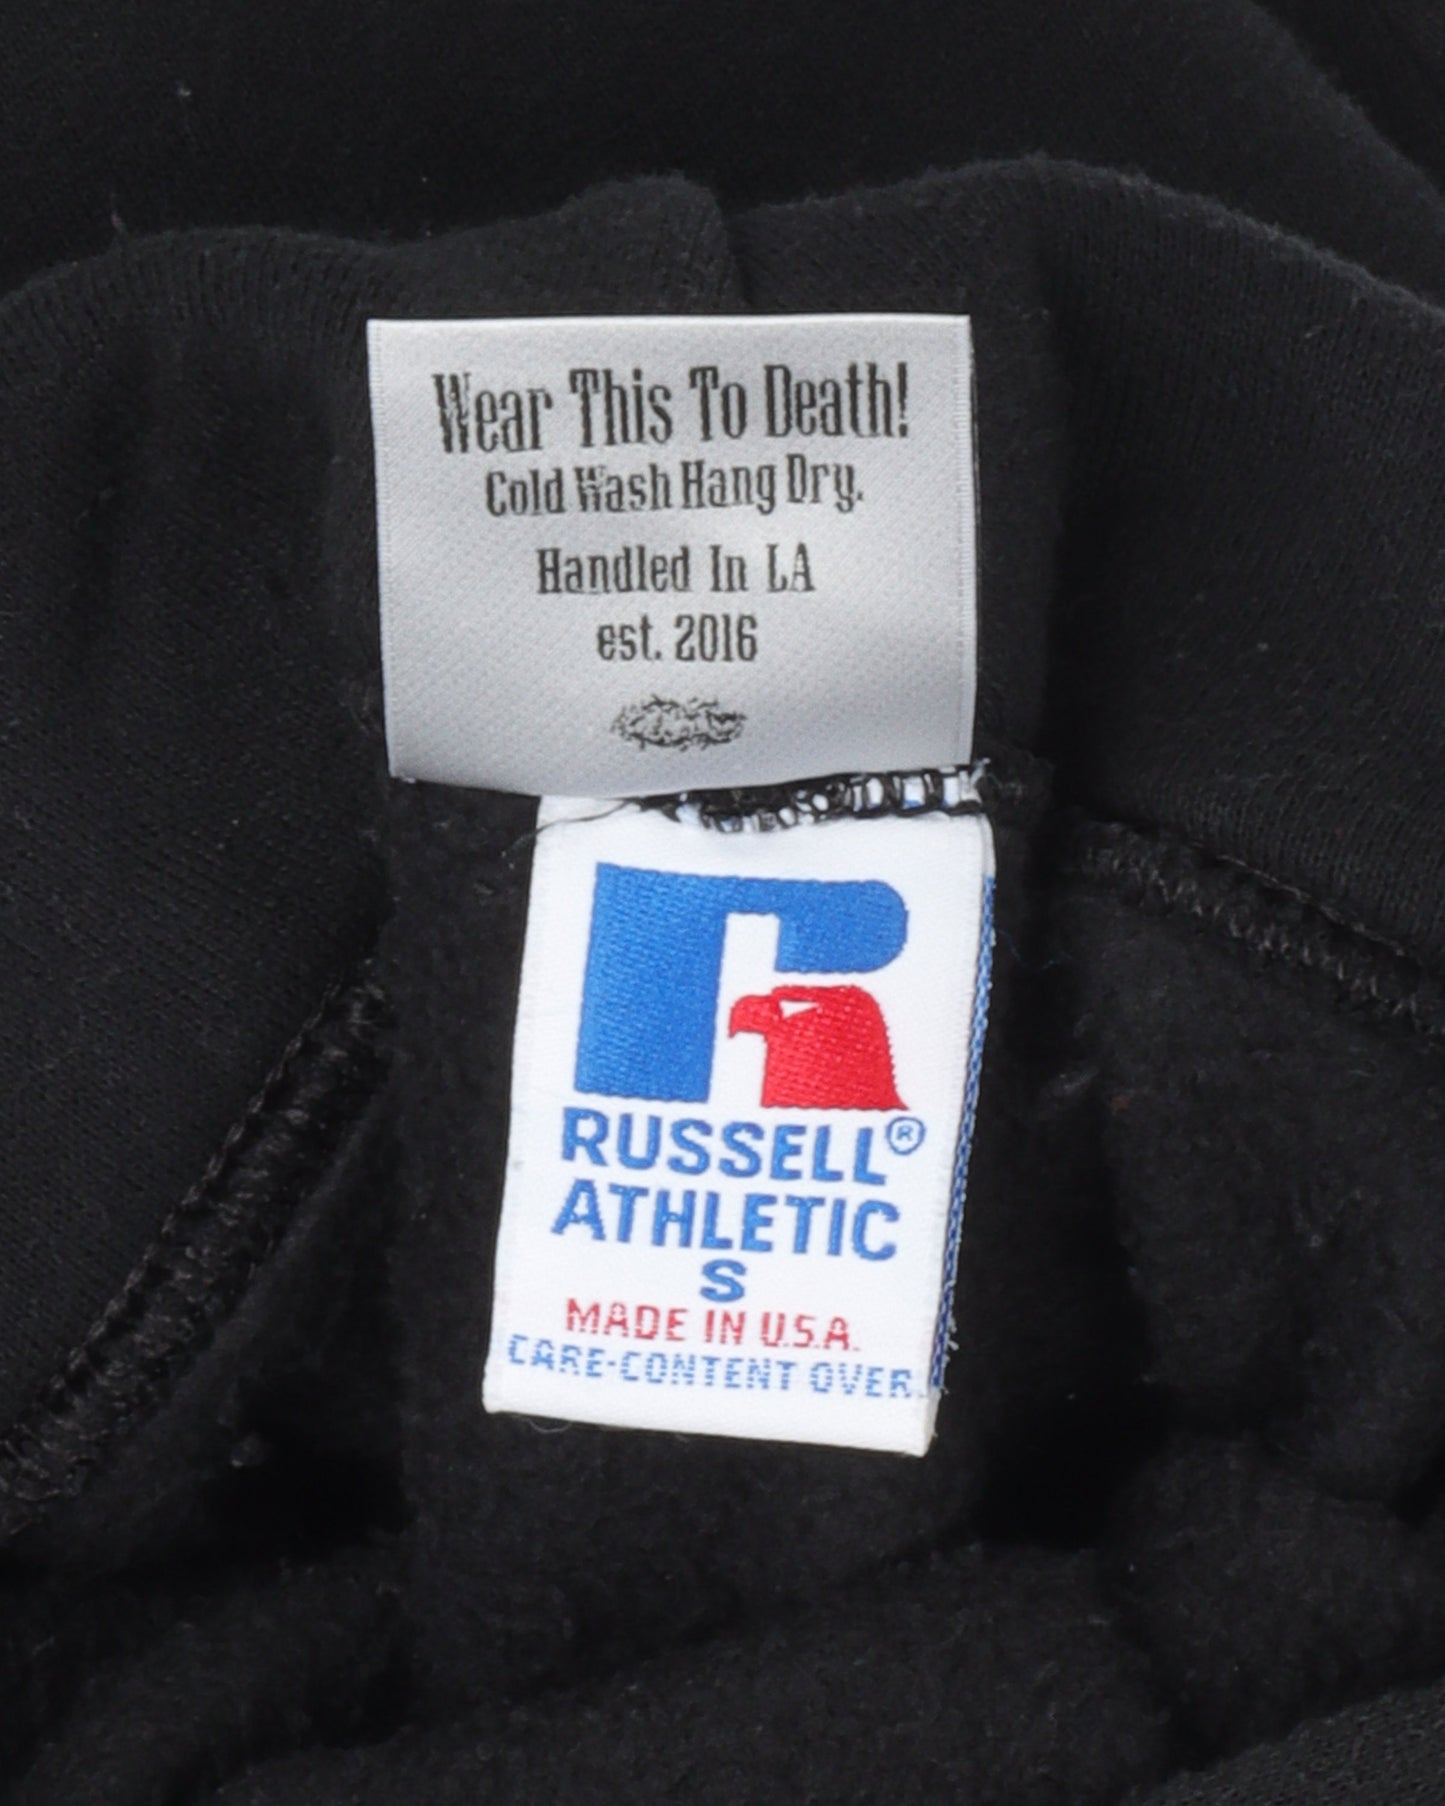 Wear This To Death!
Cold Wash Hang Dry.
Handled In LA
est. 2016
RUSSELL®
ATHLETIC
S
MADE IN U.S.A.
CARE-CONTENT OVER